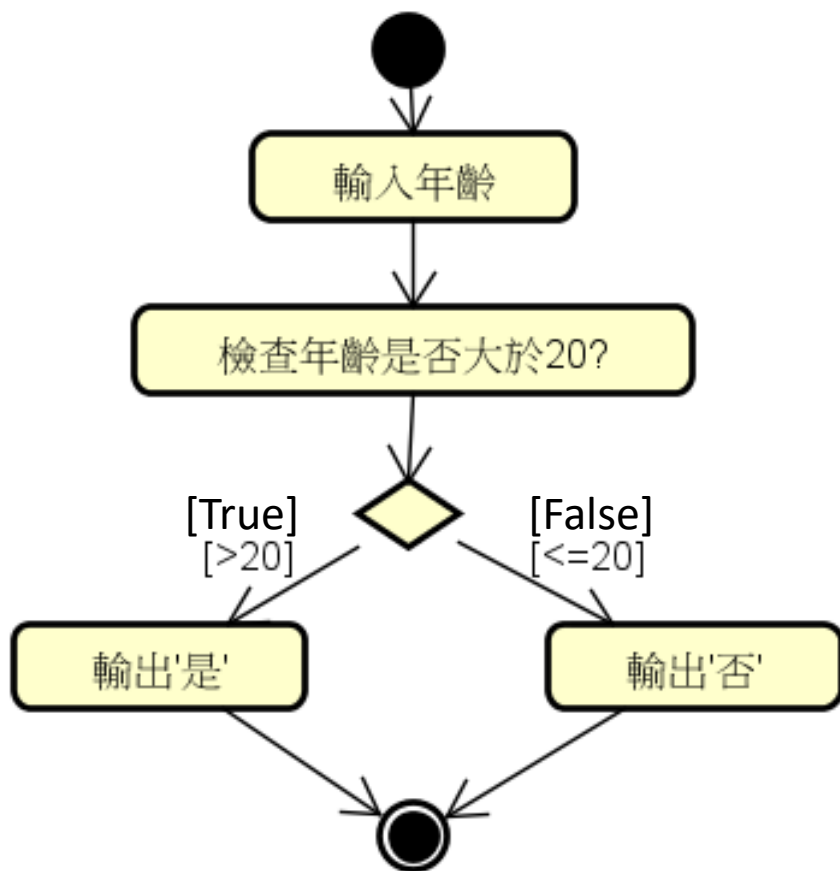 輸入年齡
檢查年齡是否大於20?
[True]
[>20]
[False]
[<=20]
輸出'是'
輸出'否'